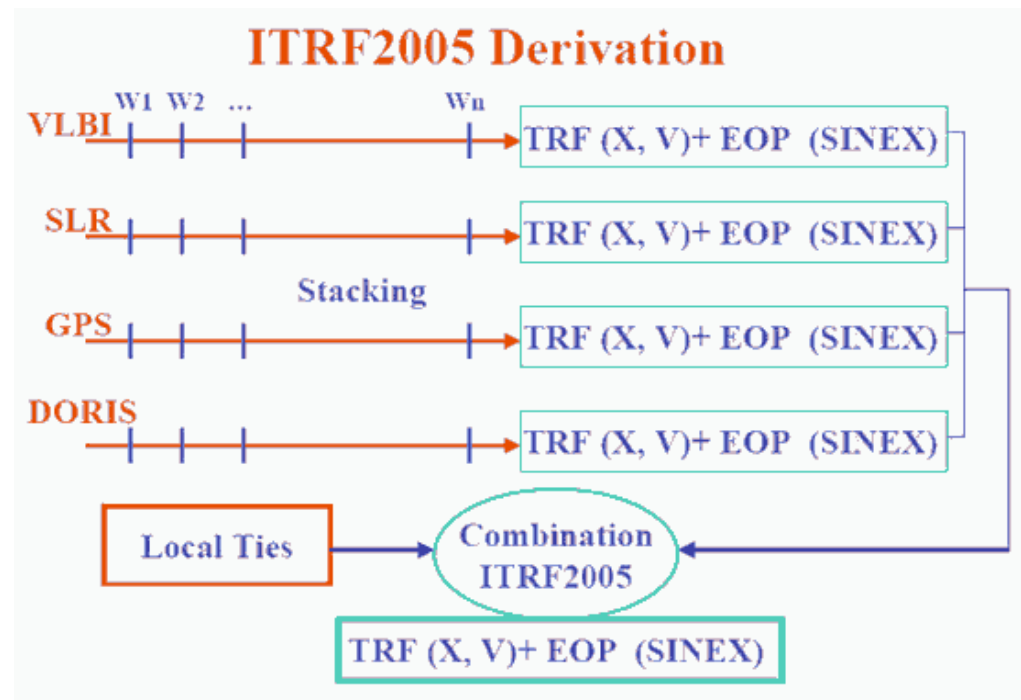 ITRF2005 Derivation
W1 W2 ... Wn
VLBI
TRF (X, V)+ EOP (SINEX)
SLR
TRF (X, V)+ EOP (SINEX)
Stacking
GPS
TRF (X, V)+ EOP (SINEX)
DORIS
TRF (X, V)+ EOP (SINEX)
Local Ties
Combination
ITRF2005
TRF (X, V)+ EOP (SINEX)